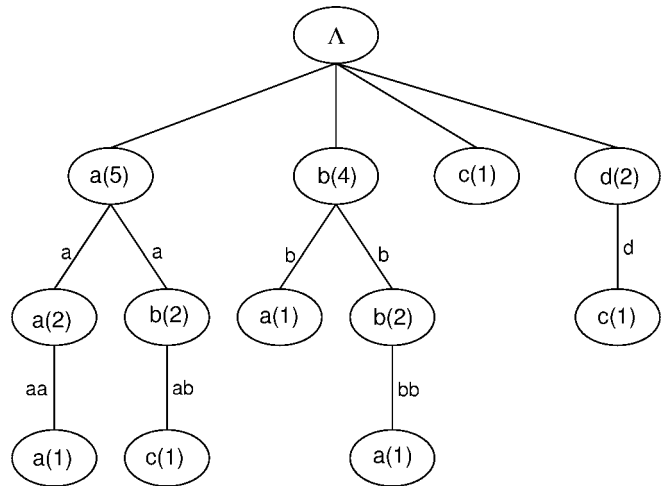 Λ
a(5) b(4) c(1) d(2)
a a b b d
a(2) b(2) a(1) b(2) c(1)
aa ab bb
a(1) c(1) a(1)